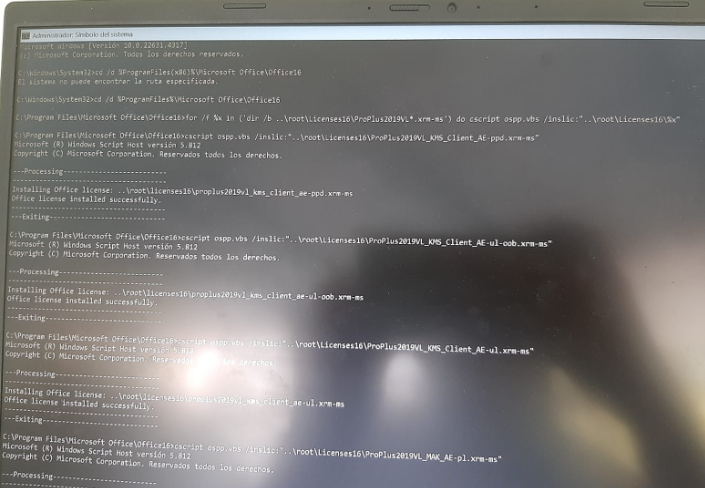 Administrador: Símbolo del sistema
Microsoft Windows [Versión 10.0.22631.4317]
(c) Microsoft Corporation. Todos los derechos reservados.
C:\Windows\System32>cd /d %ProgramFiles(x86)%\Microsoft Office\Office16
El sistema no puede encontrar la ruta especificada.
C:\Windows\System32>cd /d %ProgramFiles%\Microsoft Office\Office16
C:\Program Files\Microsoft Office\Office16>for /f %x in ('dir /b ..\root\Licenses16\ProPlus2019VL*.xrm-ms') do cscript ospp.vbs /inslic:"..\root\Licenses16\%x"
C:\Program Files\Microsoft Office\Office16>cscript ospp.vbs /inslic:"..\root\Licenses16\ProPlus2019VL_KMS_Client_AE-ppd.xrm-ms"
Microsoft (R) Windows Script Host versión 5.812
Copyright (C) Microsoft Corporation. Reservados todos los derechos.
---Processing--------------------------
---------------------------------------
Installing Office license: ..\root\licenses16\proplus2019vl_kms_client_ae-ppd.xrm-ms
Office license installed successfully.
---------------------------------------
---Exiting-----------------------------
C:\Program Files\Microsoft Office\Office16>cscript ospp.vbs /inslic:"..\root\Licenses16\ProPlus2019VL_KMS_Client_AE-ul-oob.xrm-ms"
Microsoft (R) Windows Script Host versión 5.812
Copyright (C) Microsoft Corporation. Reservados todos los derechos.
---Processing--------------------------
---------------------------------------
Installing Office license: ..\root\licenses16\proplus2019vl_kms_client_ae-ul-oob.xrm-ms
Office license installed successfully.
---------------------------------------
---Exiting-----------------------------
C:\Program Files\Microsoft Office\Office16>cscript ospp.vbs /inslic:"..\root\Licenses16\ProPlus2019VL_KMS_Client_AE-ul.xrm-ms"
Microsoft (R) Windows Script Host versión 5.812
Copyright (C) Microsoft Corporation. Reservados todos los derechos.
---Processing--------------------------
---------------------------------------
Installing Office license: ..\root\licenses16\proplus2019vl_kms_client_ae-ul.xrm-ms
Office license installed successfully.
---------------------------------------
---Exiting-----------------------------
C:\Program Files\Microsoft Office\Office16>cscript ospp.vbs /inslic:"..\root\Licenses16\ProPlus2019VL_MAK_AE-pl.xrm-ms"
Microsoft (R) Windows Script Host versión 5.812
Copyright (C) Microsoft Corporation. Reservados todos los derechos.
---Processing--------------------------
---------------------------------------